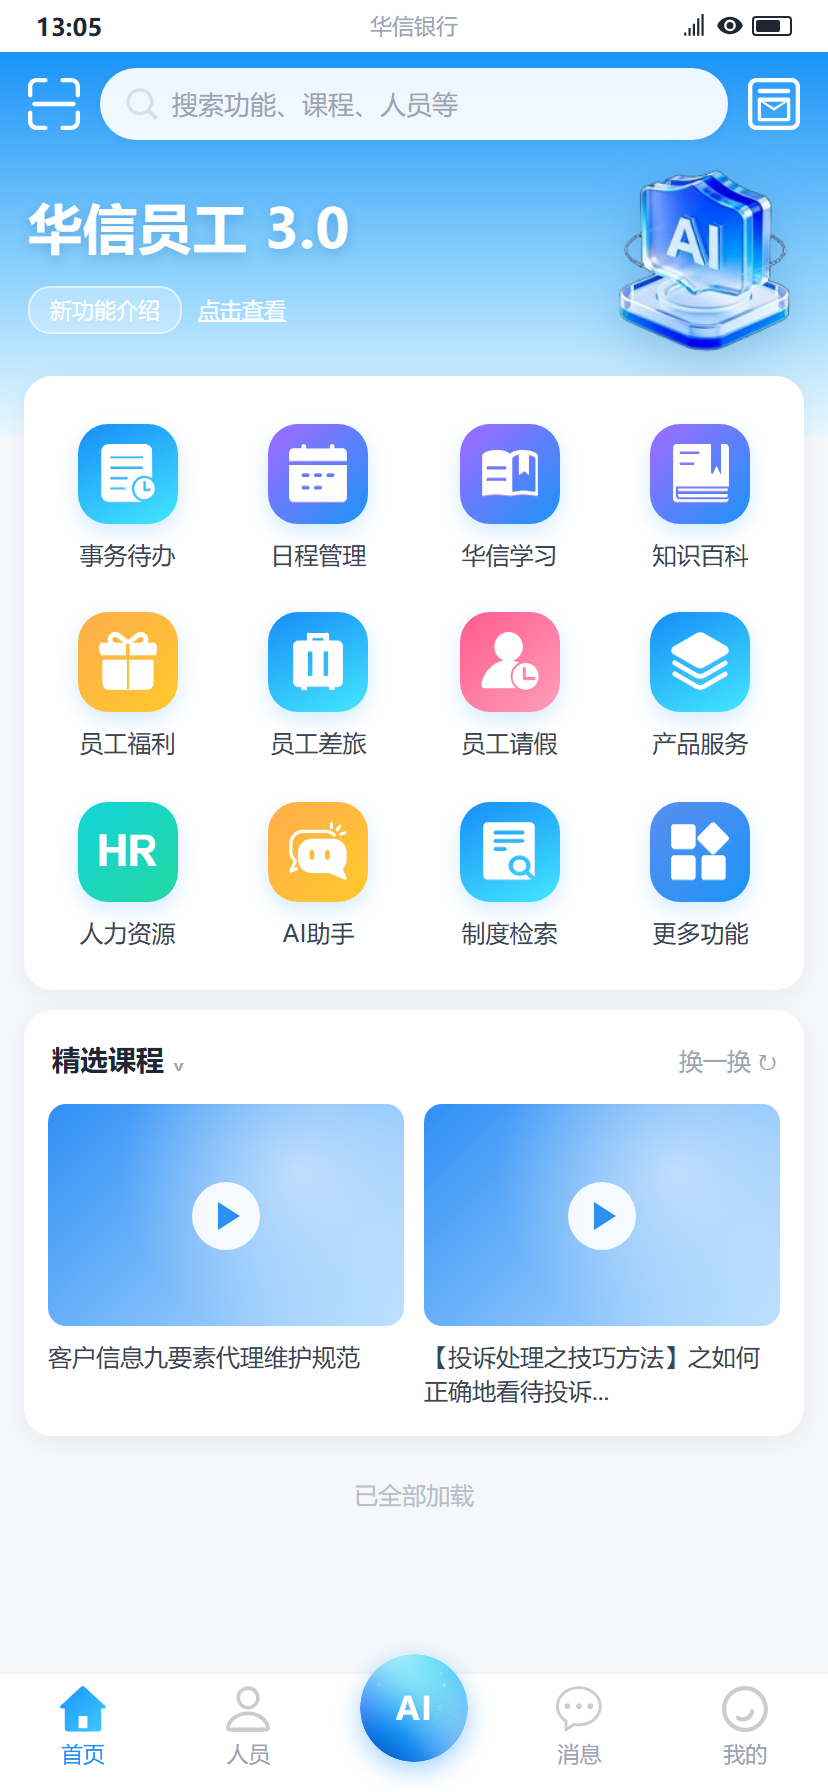 13:05
华信银行
搜索功能、课程、人员等
华信员工 3.0
新功能介绍 点击查看
AI
事务待办 日程管理 华信学习 知识百科
员工福利 员工差旅 员工请假 产品服务
HR
人力资源 AI助手 制度检索 更多功能
精选课程
换一换
客户信息九要素代理维护规范
【投诉处理之技巧方法】之如何
正确地看待投诉...
已全部加载
AI
首页 人员 消息 我的